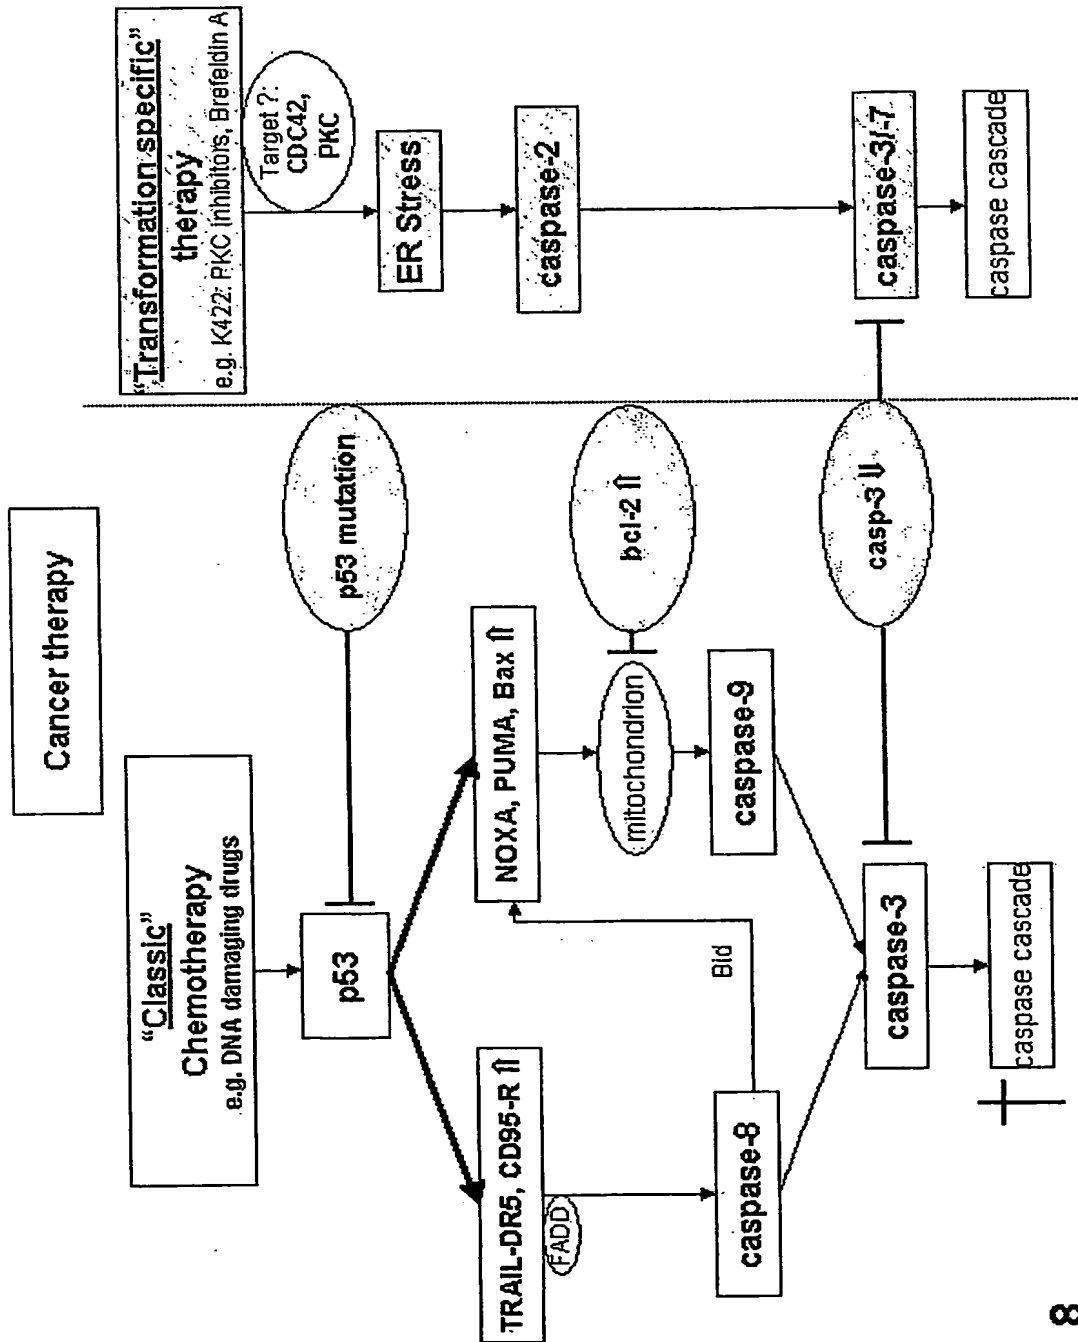 Cancer therapy
"Classic"
Chemotherapy
e.g. DNA damaging drugs
"Transformation specific"
therapy
e.g. K422: PKC inhibitors, Brefeldin A
Target ?:
CDC42,
PKC
p53
p53 mutation
ER Stress
TRAIL-DR5, CD95-R ⇑
FADD
NOXA, PUMA, Bax ⇑
bcl-2 ⇑
caspase-2
mitochondrion
Bid
caspase-8
caspase-9
caspase-3
casp-3 ⇓
caspase-3/-7
caspase cascade
caspase cascade
8